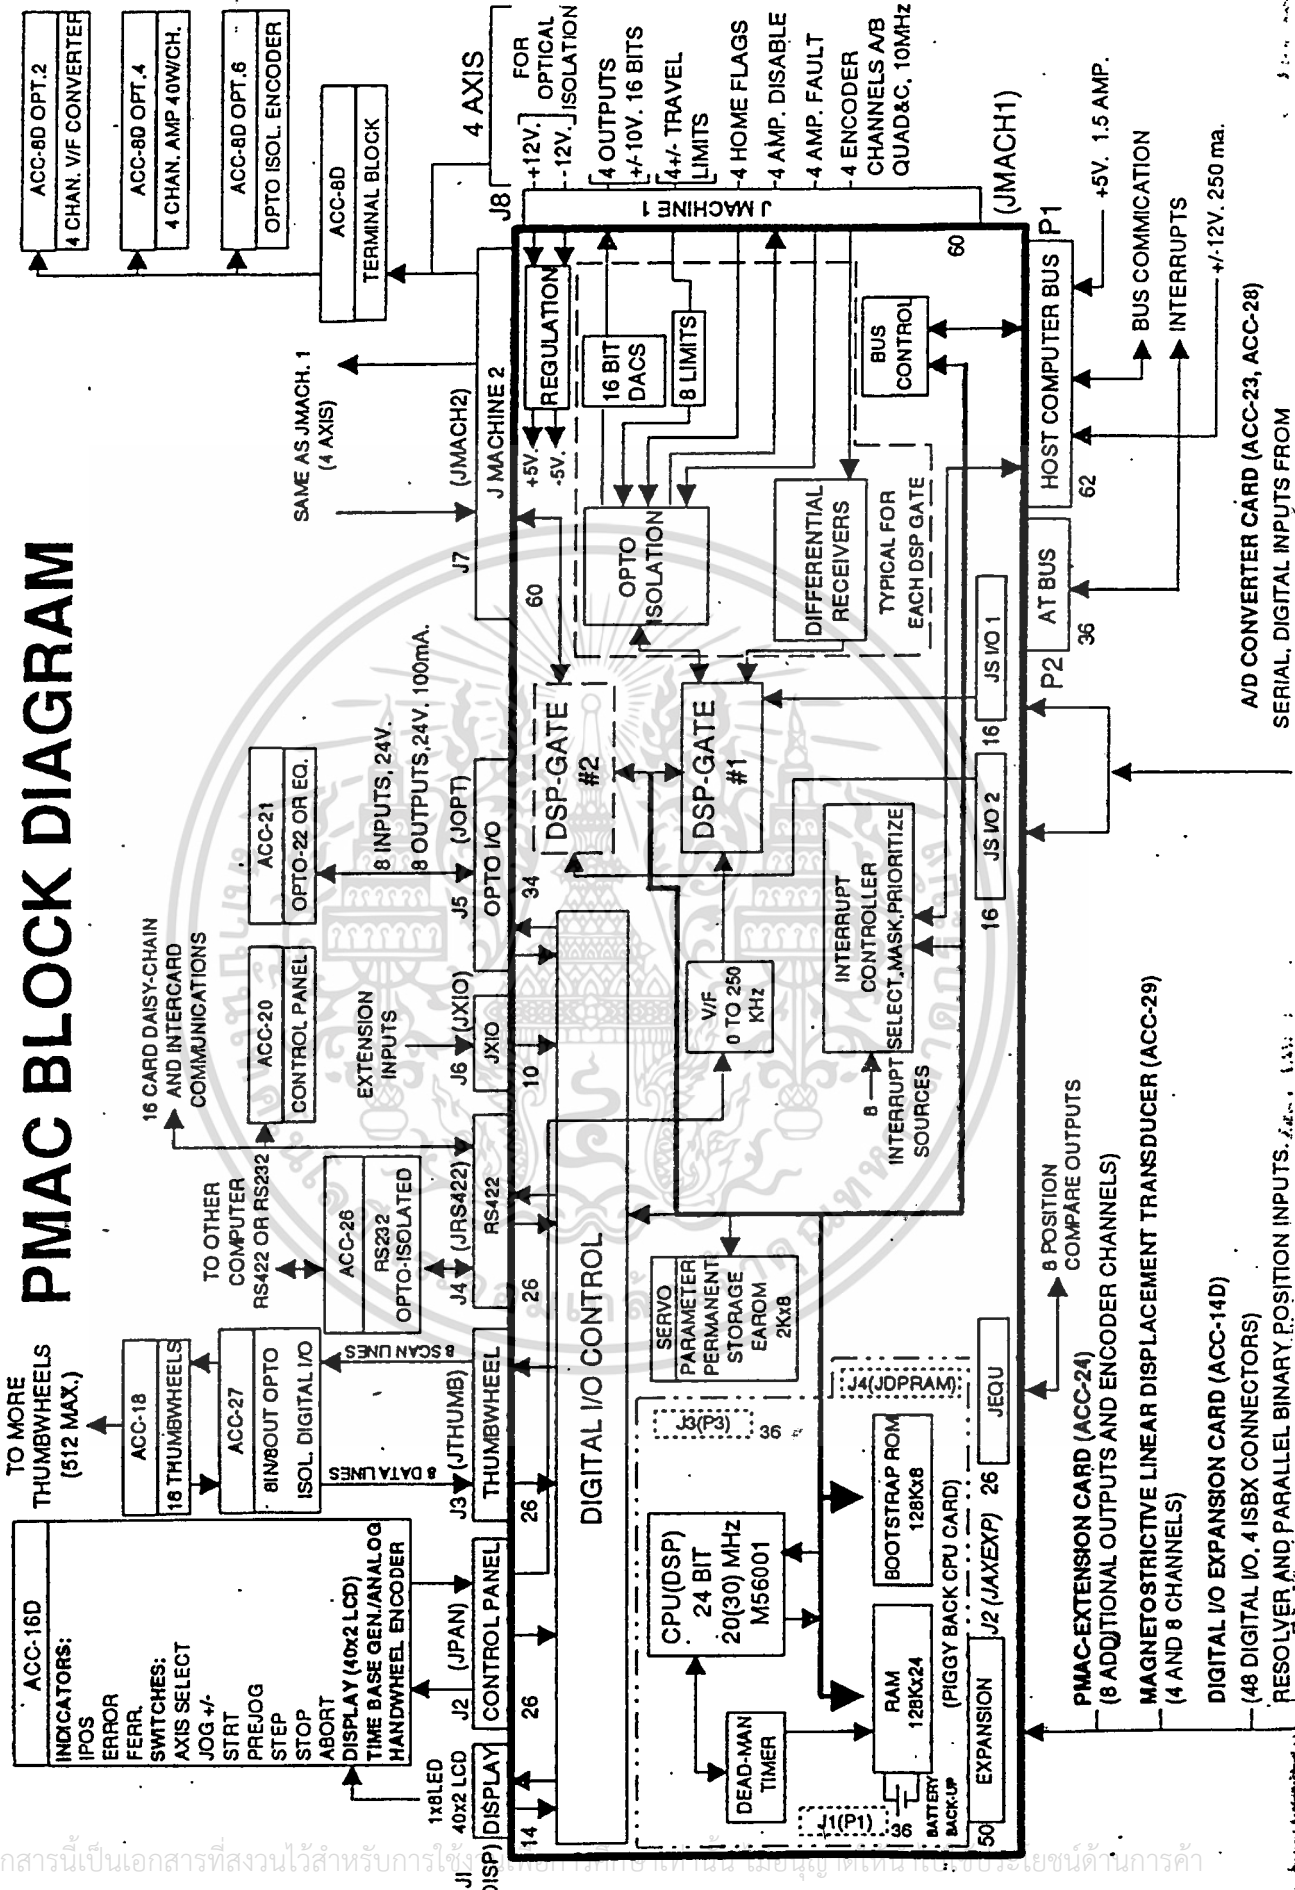 PMAC BLOCK DIAGRAM
TO MORE
THUMBWHEELS
(512 MAX.)
ACC-16D
INDICATORS:
IPOS
ERROR
FERR.
SWITCHES:
AXIS SELECT
JOG +/-
STRT
PREJOG
STEP
STOP
ABORT
DISPLAY (40x2 LCD)
TIME BASE GEN./ANALOG
HANDWHEEL ENCODER
1x8LED
40x2 LCD
ACC-18
16 THUMBWHEELS
ACC-27
8IN/8OUT OPTO
ISOL. DIGITAL I/O
8 DATA LINES
8 SCAN LINES
TO OTHER
COMPUTER
RS422 OR RS232
ACC-26
RS232
OPTO-ISOLATED
16 CARD DAISY-CHAIN
AND INTERCARD
COMMUNICATIONS
ACC-20
CONTROL PANEL
EXTENSION
INPUTS
ACC-21
OPTO-22 OR EQ.
8 INPUTS, 24V.
8 OUTPUTS,24V. 100mA.
SAME AS JMACH. 1
(4 AXIS)
ACC-8D
TERMINAL BLOCK
ACC-8D OPT.2
4 CHAN. V/F CONVERTER
ACC-8D OPT.4
4 CHAN. AMP 40W/CH.
ACC-8D OPT.6
OPTO ISOL. ENCODER
J1
DISP)
DISPLAY
14
J2 (JPAN)
CONTROL PANEL
26
J3 (JTHUMB)
THUMBWHEEL
26
J4 (JRS422)
RS422
26
J6 (JXIO)
JXIO
10
J5 (JOPT)
OPTO I/O
34
J7 (JMACH2)
J MACHINE 2
60
J8
4 AXIS
J MACHINE 1
60
(JMACH1)
+12V.
-12V.
FOR
OPTICAL
ISOLATION
4 OUTPUTS
+/-10V. 16 BITS
4+/- TRAVEL
LIMITS
4 HOME FLAGS
4 AMP. DISABLE
4 AMP. FAULT
4 ENCODER
CHANNELS A/B
QUAD&C, 10MHz
DIGITAL I/O CONTROL
DSP-GATE
#2
DSP-GATE
#1
+5V.
-5V.
REGULATION
16 BIT
DACS
8 LIMITS
OPTO
ISOLATION
DIFFERENTIAL
RECEIVERS
TYPICAL FOR
EACH DSP GATE
BUS
CONTROL
V/F
0 TO 250
KHz
INTERRUPT
CONTROLLER
SELECT,MASK,PRIORITIZE
8
INTERRUPT
SOURCES
SERVO
PARAMETER
PERMANENT
STORAGE
EAROM
2Kx8
CPU(DSP)
24 BIT
20(30) MHz
M56001
J3(P3)
36
J4(JDPRAM)
DEAD-MAN
TIMER
RAM
128Kx24
BOOTSTRAP ROM
128Kx8
(PIGGY BACK CPU CARD)
J1(P1)
36
BATTERY
BACK-UP
50
EXPANSION
J2 (JAXEXP)
26
JEQU
16
JS I/O 2
16
JS I/O 1
P2
AT BUS
36
62
HOST COMPUTER BUS
P1
+5V. 1.5 AMP.
BUS COMMICATION
INTERRUPTS
+/-12V. 250 ma.
8 POSITION
COMPARE OUTPUTS
PMAC-EXTENSION CARD (ACC-24)
(8 ADDITIONAL OUTPUTS AND ENCODER CHANNELS)
MAGNETOSTRICTIVE LINEAR DISPLACEMENT TRANSDUCER (ACC-29)
(4 AND 8 CHANNELS)
DIGITAL I/O EXPANSION CARD (ACC-14D)
(48 DIGITAL I/O, 4 ISBX CONNECTORS)
RESOLVER AND PARALLEL BINARY POSITION INPUTS.
A/D CONVERTER CARD (ACC-23, ACC-28)
SERIAL, DIGITAL INPUTS FROM